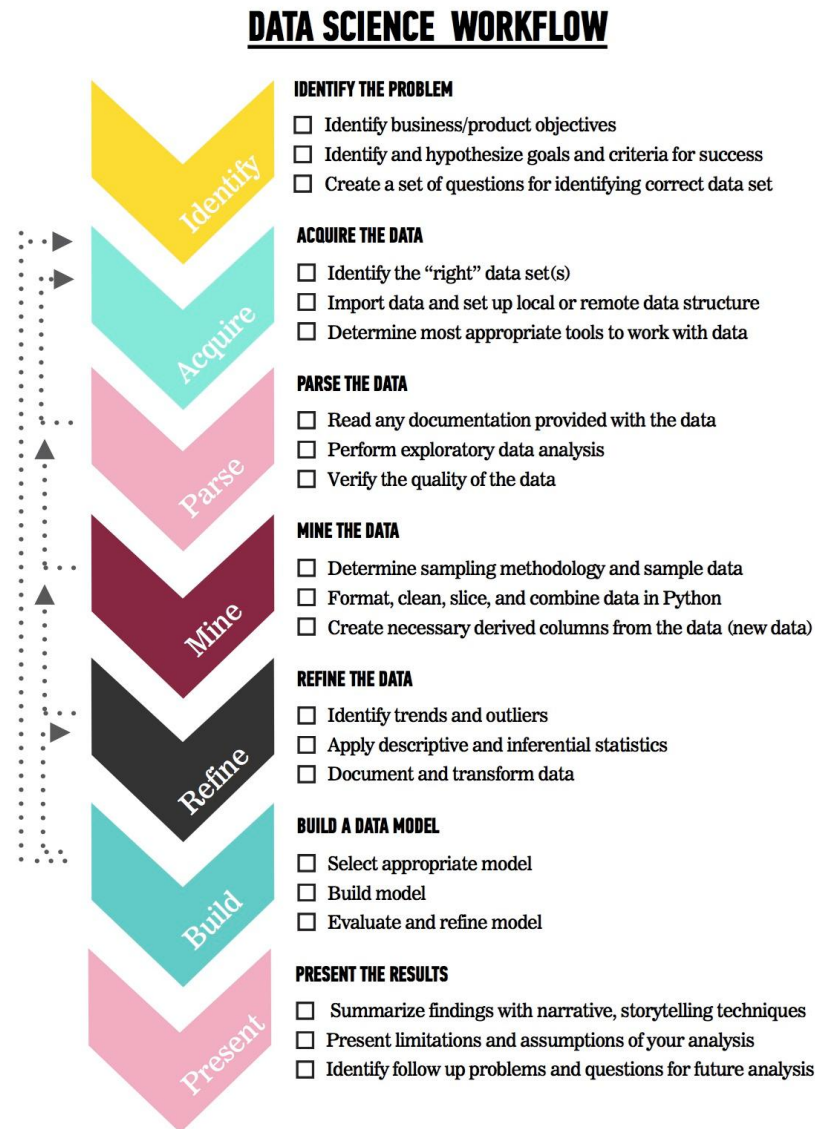 DATA SCIENCE WORKFLOW
Identify
IDENTIFY THE PROBLEM
Identify business/product objectives
Identify and hypothesize goals and criteria for success
Create a set of questions for identifying correct data set
Acquire
ACQUIRE THE DATA
Identify the “right” data set(s)
Import data and set up local or remote data structure
Determine most appropriate tools to work with data
Parse
PARSE THE DATA
Read any documentation provided with the data
Perform exploratory data analysis
Verify the quality of the data
Mine
MINE THE DATA
Determine sampling methodology and sample data
Format, clean, slice, and combine data in Python
Create necessary derived columns from the data (new data)
Refine
REFINE THE DATA
Identify trends and outliers
Apply descriptive and inferential statistics
Document and transform data
Build
BUILD A DATA MODEL
Select appropriate model
Build model
Evaluate and refine model
Present
PRESENT THE RESULTS
Summarize findings with narrative, storytelling techniques
Present limitations and assumptions of your analysis
Identify follow up problems and questions for future analysis